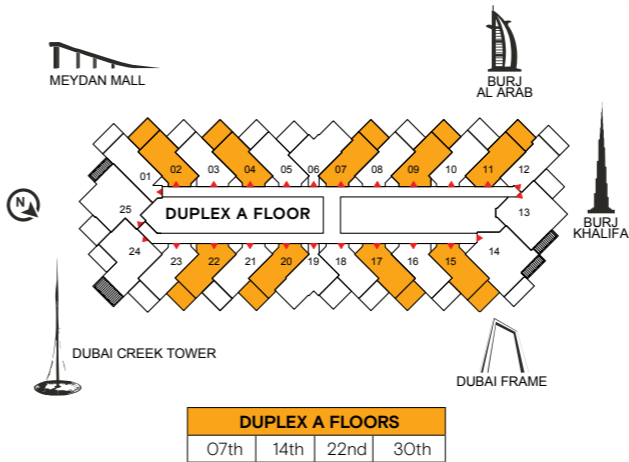 MEYDAN MALL
BURJ
AL ARAB
BURJ
KHALIFA
N
01 02 03 04 05 06 07 08 09 10 11 12
25 DUPLEX A FLOOR 13
24 23 22 21 20 19 18 17 16 15 14
DUBAI CREEK TOWER
DUBAI FRAME
DUPLEX A FLOORS
07th 14th 22nd 30th